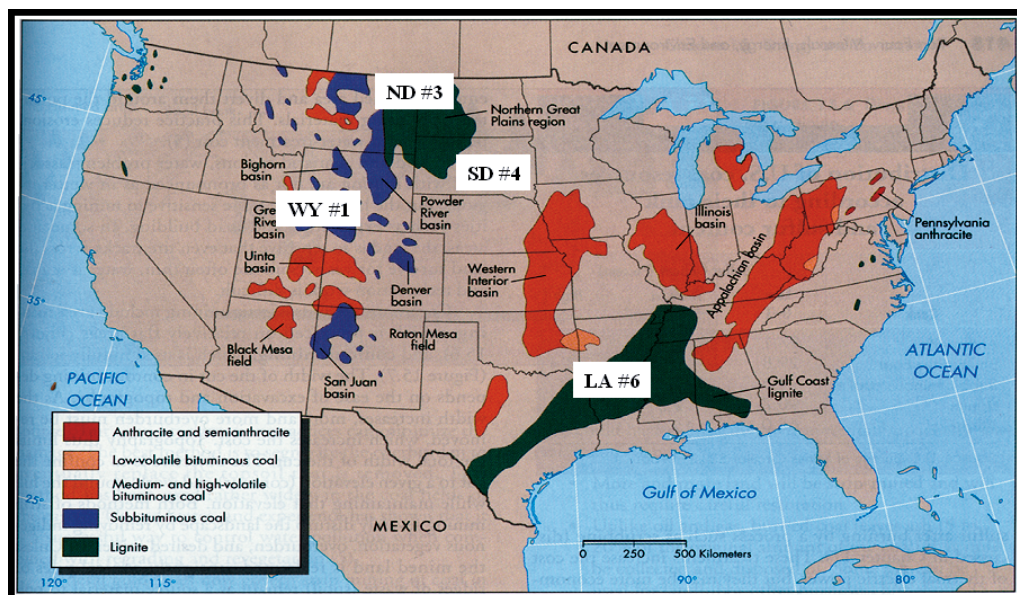 CANADA
45°
ND #3
Northern Great
Plains region
Bighorn
basin
SD #4
WY #1
Powder
River
basin
Gre
River
basin
Illinois
basin
Pennsylvania
anthracite
Uinta
basin
Western
Interior
basin
Appalachian basin
Denver
basin
35°
Black Mesa
field
Raton Mesa
field
San Juan
basin
LA #6
Gulf Coast
lignite
ATLANTIC
OCEAN
PACIFIC
OCEAN
Anthracite and semianthracite
Low-volatile bituminous coal
Medium- and high-volatile
bituminous coal
Subbituminous coal
Lignite
25°
MEXICO
Gulf of Mexico
0 250 500 Kilometers
120° 115° 90° 80°